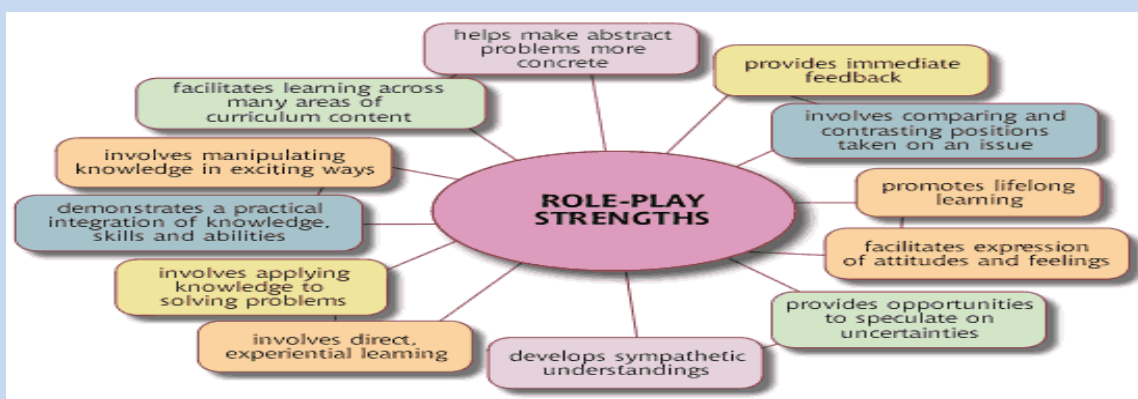 helps make abstract
problems more
concrete
provides immediate
feedback
facilitates learning across
many areas of
curriculum content
involves comparing and
contrasting positions
taken on an issue
involves manipulating
knowledge in exciting ways
ROLE-PLAY
STRENGTHS
promotes lifelong
learning
demonstrates a practical
integration of knowledge,
skills and abilities
facilitates expression
of attitudes and feelings
involves applying
knowledge to
solving problems
provides opportunities
to speculate on
uncertainties
involves direct,
experiential learning
develops sympathetic
understandings